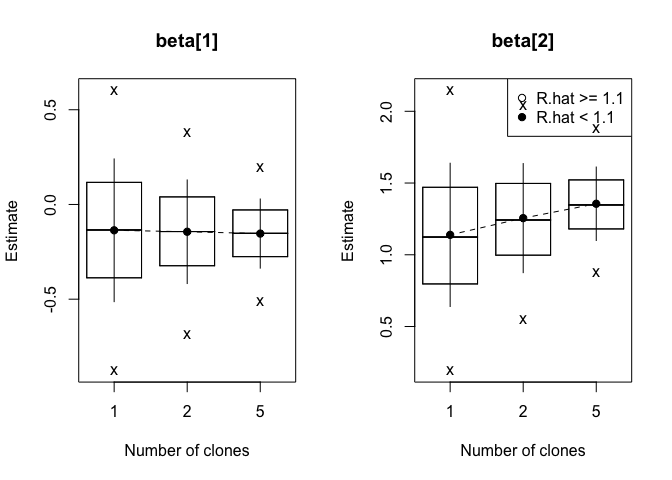 beta[1]
Estimate
0.5
0.0
-0.5
x
x
x
x
x
x
1
2
5
Number of clones
beta[2]
Estimate
2.0
1.5
1.0
0.5
R.hat >= 1.1
R.hat < 1.1
x
x
x
x
x
x
1
2
5
Number of clones